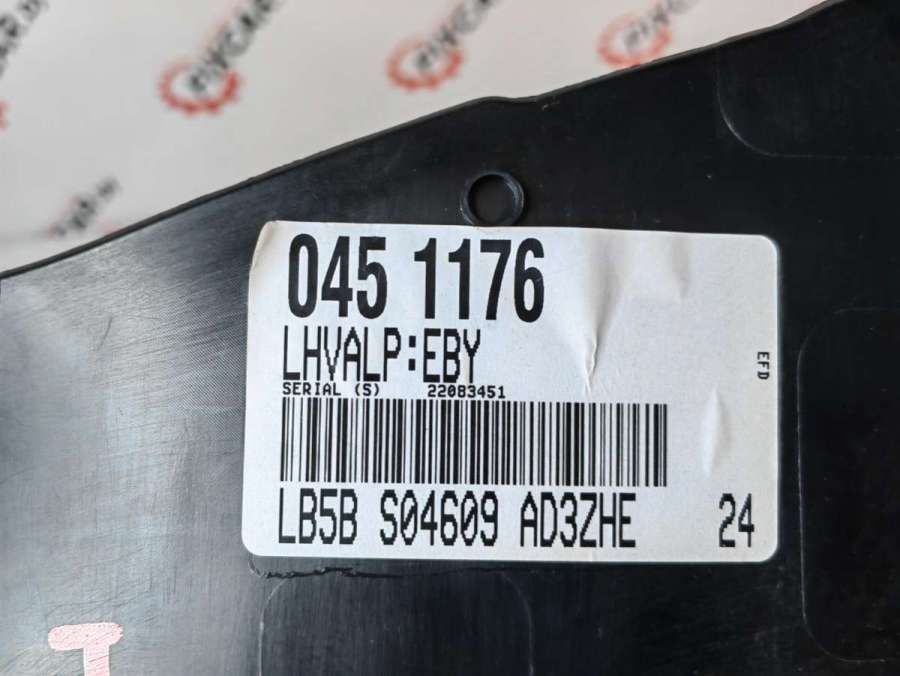 045 1176
LHVALP:EBY
SERIAL (S) 22083451
EFD
LB5B S04609 AD3ZHE 24